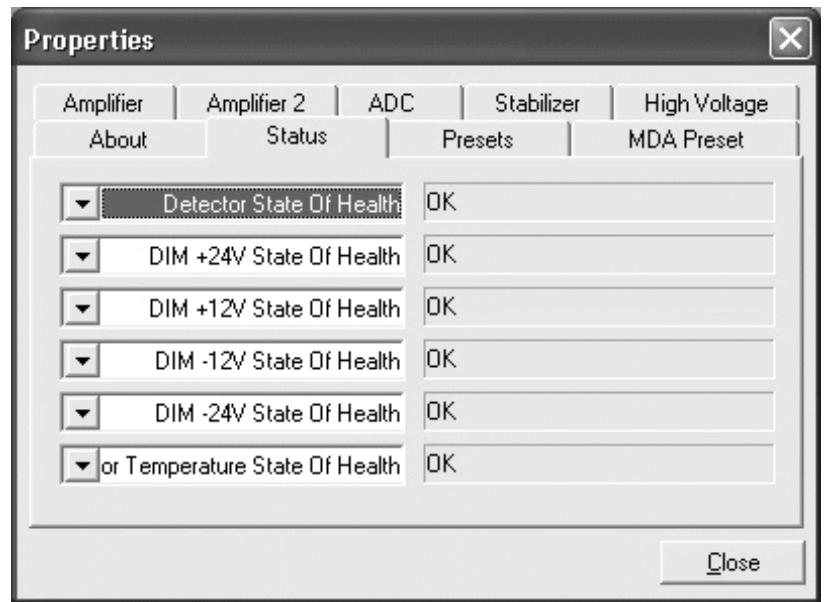 Properties
Amplifier Amplifier 2 ADC Stabilizer High Voltage
About Status Presets MDA Preset
Detector State Of Health OK
DIM +24V State Of Health OK
DIM +12V State Of Health OK
DIM -12V State Of Health OK
DIM -24V State Of Health OK
or Temperature State Of Health OK
Close